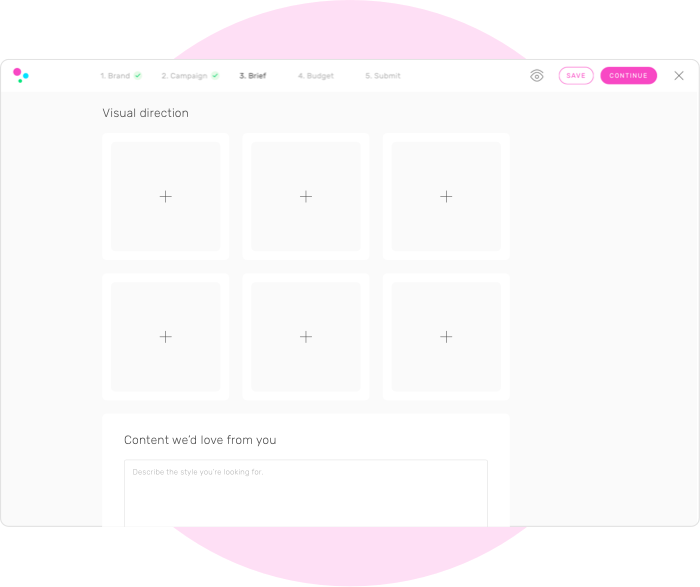 1. Brand 2. Campaign 3. Brief 4. Budget 5. Submit SAVE CONTINUE
Visual direction
Content we'd love from you
Describe the style you're looking for.